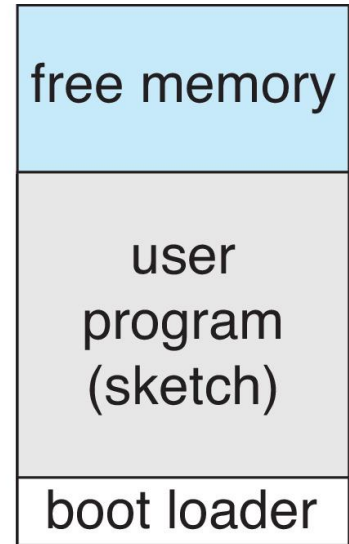 free memory
user
program
(sketch)
boot loader